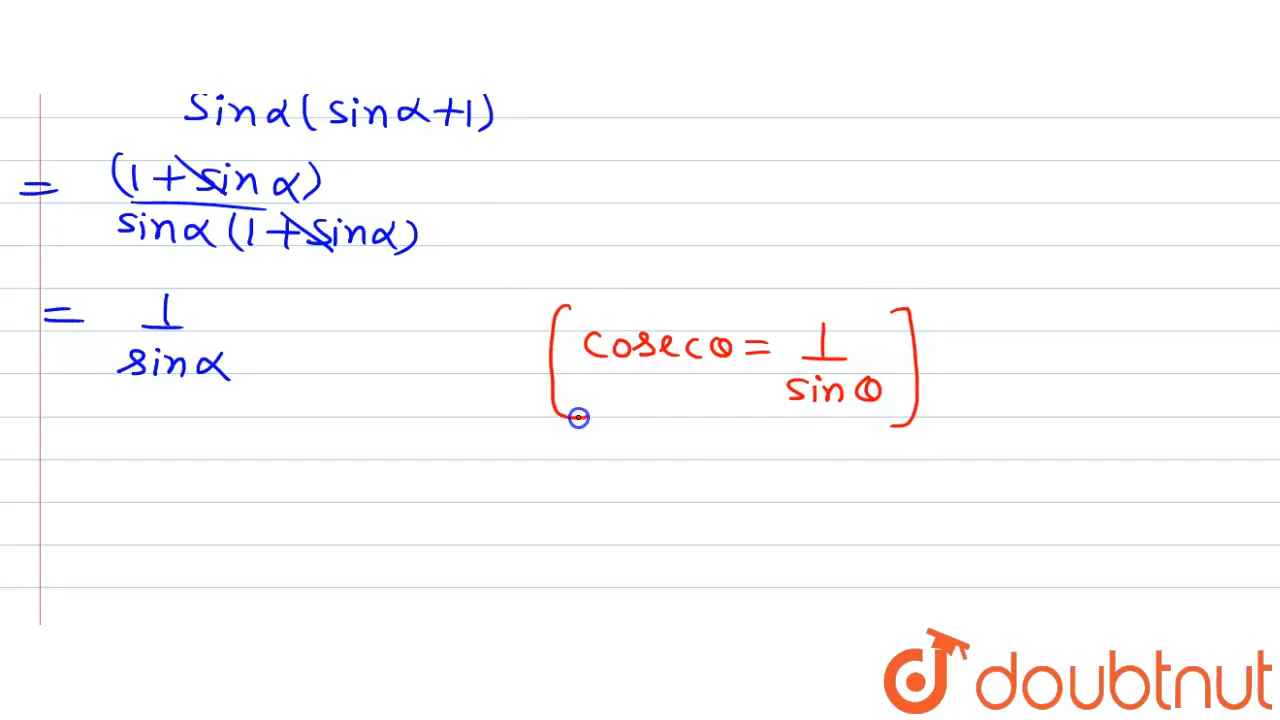 sinα(sinα+1)
= (1+sinα)
sinα(1+sinα)
= 1
sinα
[cosecθ = 1
sinθ]
doubtnut